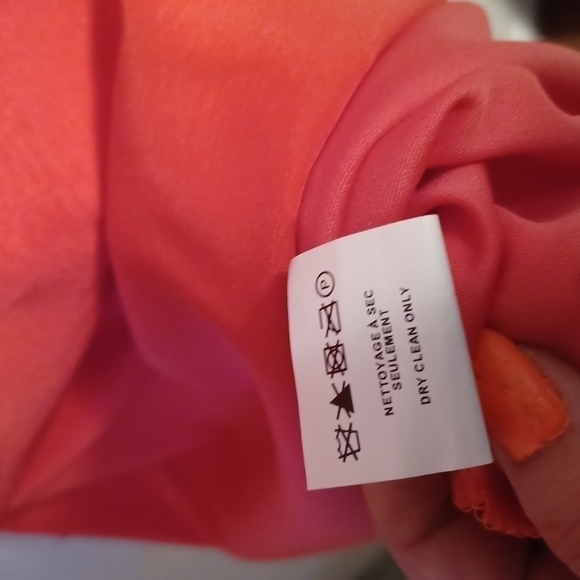 P
NETTOYAGE À SEC
SEULEMENT
DRY CLEAN ONLY